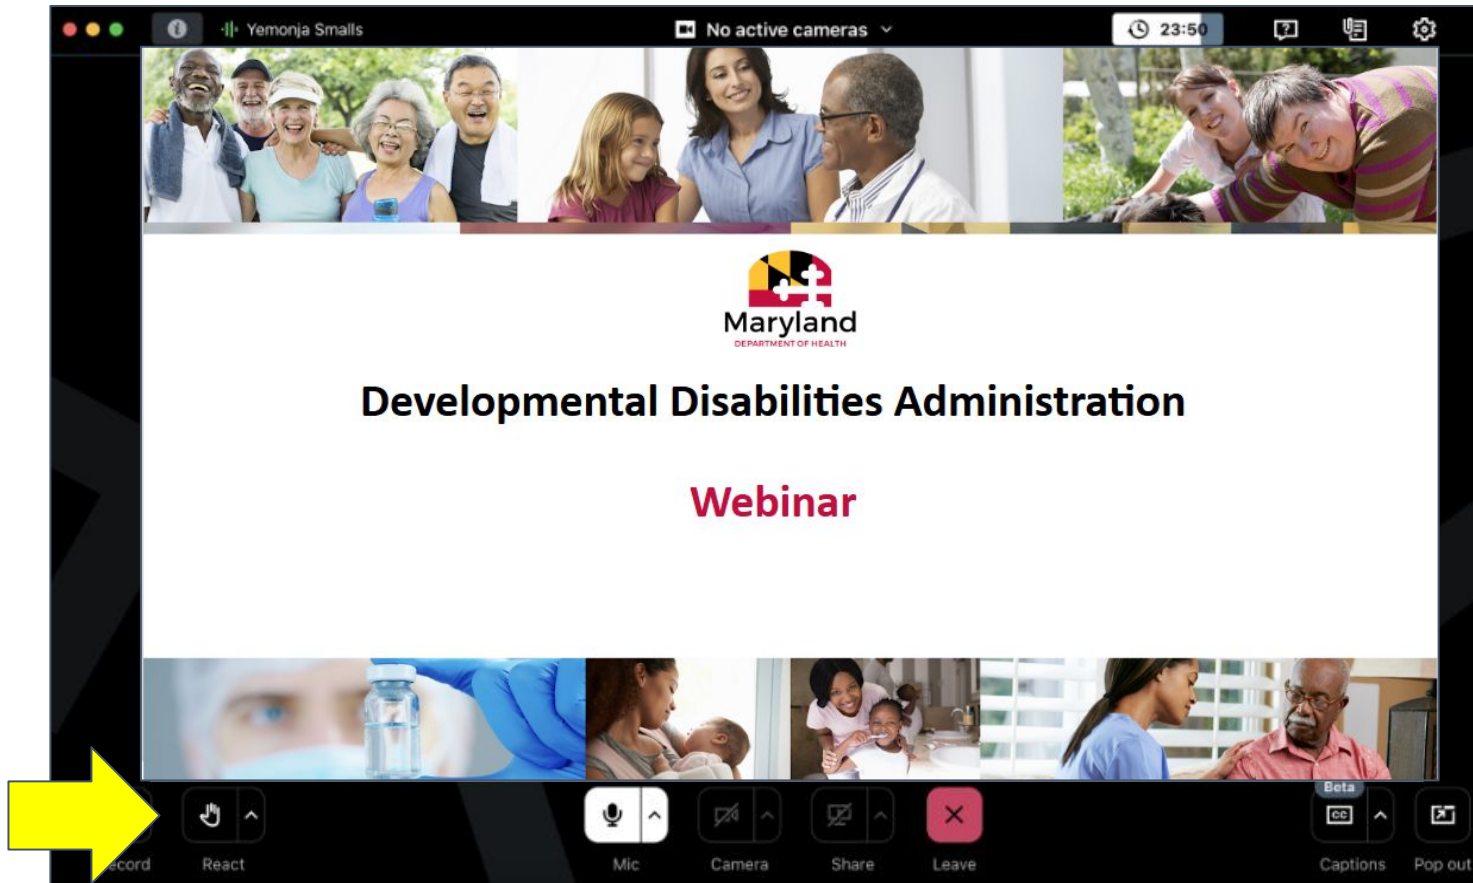 Yemonja Smalls
No active cameras
23:50
Maryland
DEPARTMENT OF HEALTH
Developmental Disabilities Administration
Webinar
Beta
CC
ecord
React
Mic
Camera
Share
Leave
Captions
Pop out